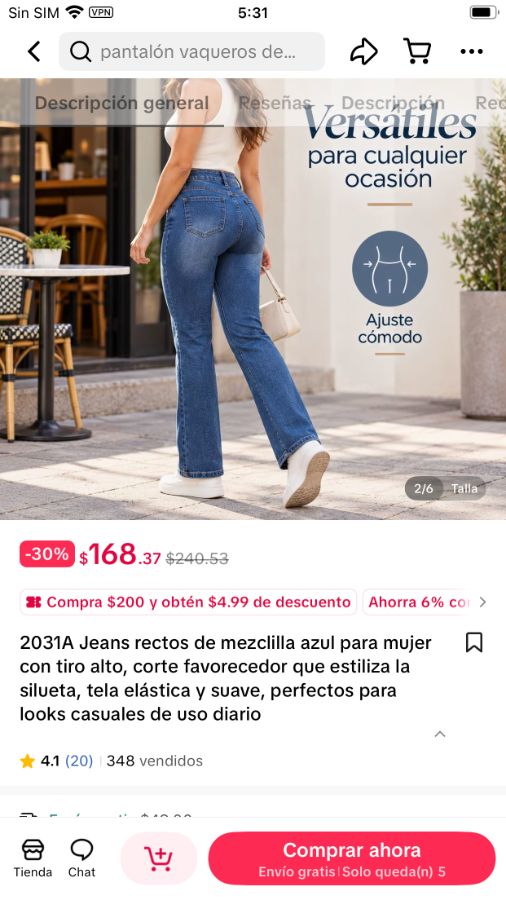 Sin SIM VPN 5:31
pantalón vaqueros de...
Descripción general Reseñas Descripción Rec
Versátiles
para cualquier
ocasión
Ajuste
cómodo
2/6 Talla
-30% $168.37 $240.53
Compra $200 y obtén $4.99 de descuento Ahorra 6% co
2031A Jeans rectos de mezclilla azul para mujer
con tiro alto, corte favorecedor que estiliza la
silueta, tela elástica y suave, perfectos para
looks casuales de uso diario
4.1 (20) 348 vendidos
Tienda Chat
Comprar ahora
Envío gratis | Solo queda(n) 5